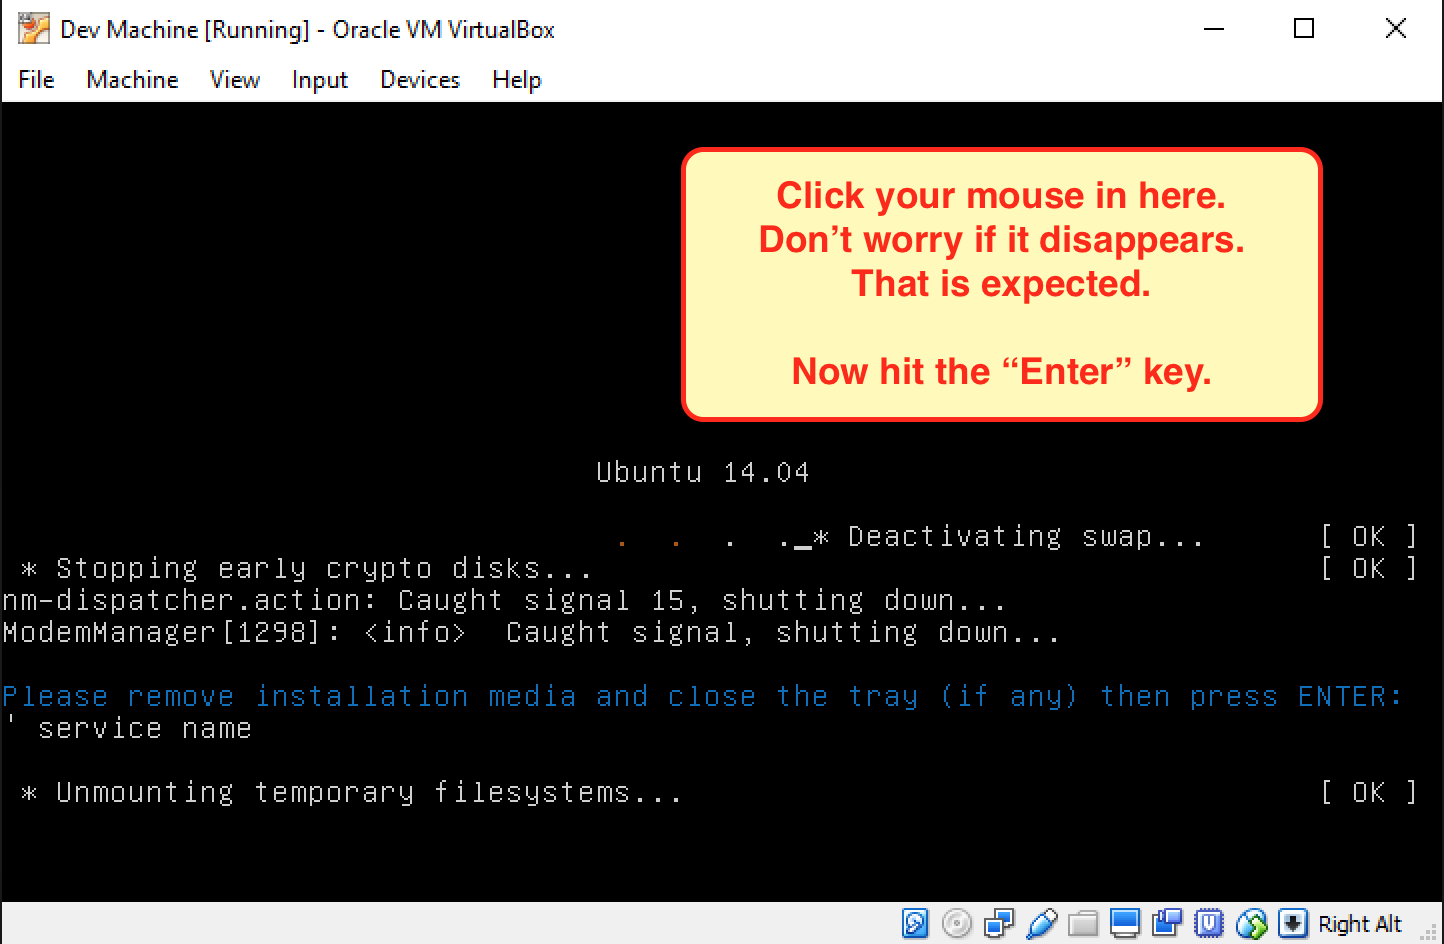 Dev Machine [Running] - Oracle VM VirtualBox
File Machine View Input Devices Help
Click your mouse in here.
Don’t worry if it disappears.
That is expected.
Now hit the “Enter” key.
Ubuntu 14.04
. . . ._* Deactivating swap... [ OK ]
* Stopping early crypto disks... [ OK ]
nm-dispatcher.action: Caught signal 15, shutting down...
ModemManager[1298]: <info> Caught signal, shutting down...
Please remove installation media and close the tray (if any) then press ENTER:
' service name
* Unmounting temporary filesystems... [ OK ]
Right Alt